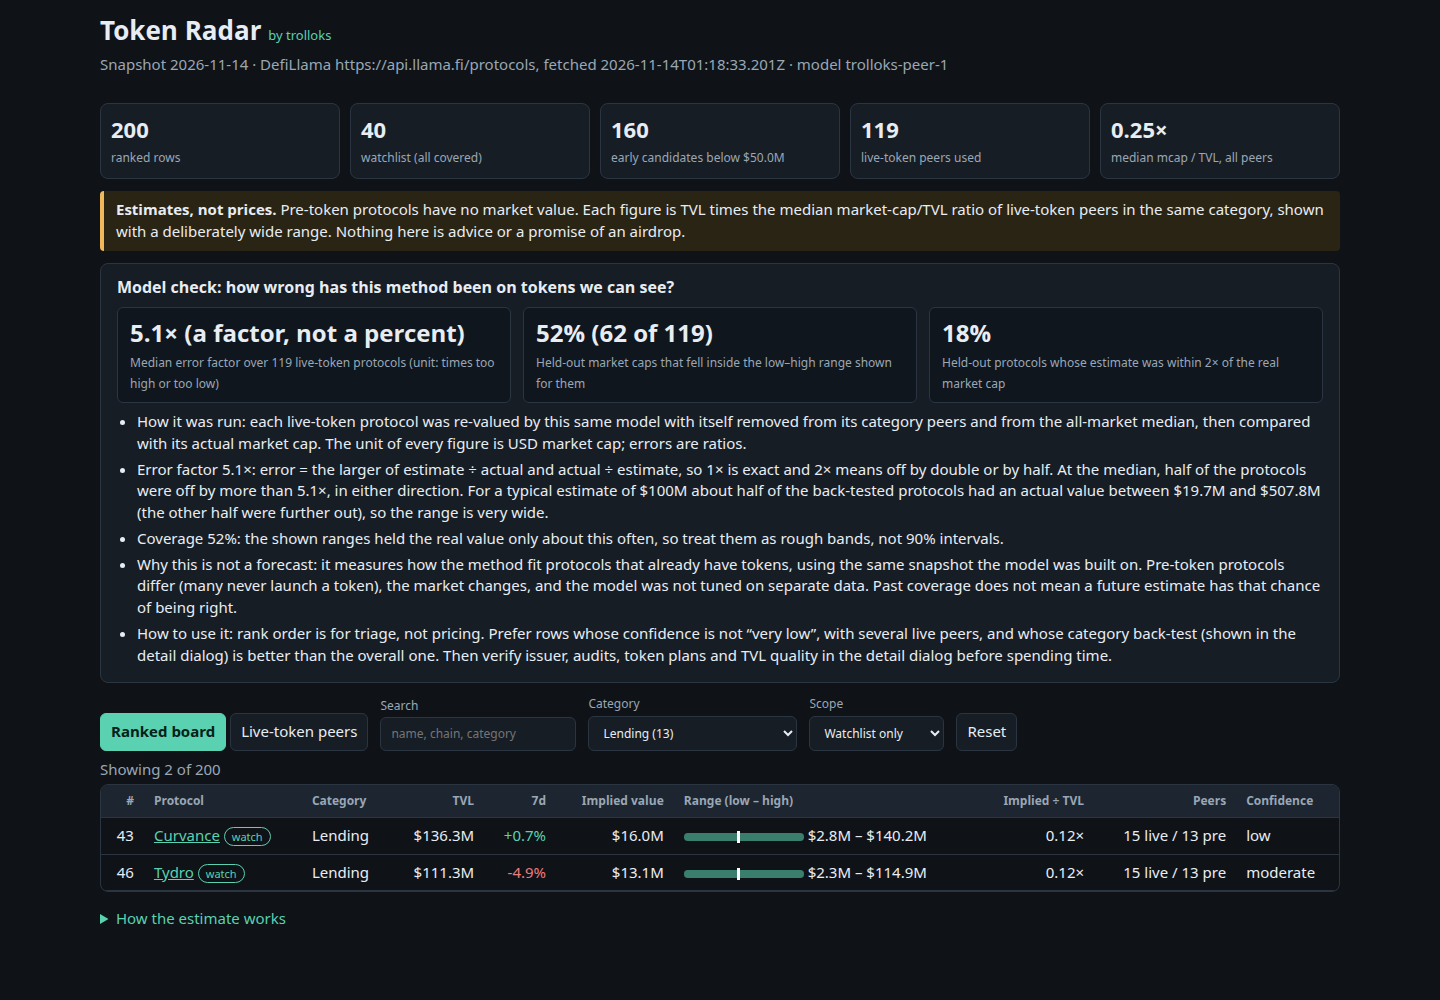 Token Radar by trolloks
Snapshot 2026-11-14 · DefiLlama https://api.llama.fi/protocols, fetched 2026-11-14T01:18:33.201Z · model trolloks-peer-1
200
ranked rows
40
watchlist (all covered)
160
early candidates below $50.0M
119
live-token peers used
0.25×
median mcap / TVL, all peers
Estimates, not prices. Pre-token protocols have no market value. Each figure is TVL times the median market-cap/TVL ratio of live-token peers in the same category, shown
with a deliberately wide range. Nothing here is advice or a promise of an airdrop.
Model check: how wrong has this method been on tokens we can see?
5.1× (a factor, not a percent)
Median error factor over 119 live-token protocols (unit: times too
high or too low)
52% (62 of 119)
Held-out market caps that fell inside the low–high range shown
for them
18%
Held-out protocols whose estimate was within 2× of the real
market cap
• How it was run: each live-token protocol was re-valued by this same model with itself removed from its category peers and from the all-market median, then compared
with its actual market cap. The unit of every figure is USD market cap; errors are ratios.
• Error factor 5.1×: error = the larger of estimate ÷ actual and actual ÷ estimate, so 1× is exact and 2× means off by double or by half. At the median, half of the protocols
were off by more than 5.1×, in either direction. For a typical estimate of $100M about half of the back-tested protocols had an actual value between $19.7M and $507.8M
(the other half were further out), so the range is very wide.
• Coverage 52%: the shown ranges held the real value only about this often, so treat them as rough bands, not 90% intervals.
• Why this is not a forecast: it measures how the method fit protocols that already have tokens, using the same snapshot the model was built on. Pre-token protocols
differ (many never launch a token), the market changes, and the model was not tuned on separate data. Past coverage does not mean a future estimate has that chance
of being right.
• How to use it: rank order is for triage, not pricing. Prefer rows whose confidence is not “very low”, with several live peers, and whose category back-test (shown in the
detail dialog) is better than the overall one. Then verify issuer, audits, token plans and TVL quality in the detail dialog before spending time.
Ranked board
Live-token peers
Search
name, chain, category
Category
Lending (13)
Scope
Watchlist only
Reset
Showing 2 of 200
# Protocol Category TVL 7d Implied value Range (low – high) Implied ÷ TVL Peers Confidence
43 Curvance watch Lending $136.3M +0.7% $16.0M $2.8M – $140.2M 0.12× 15 live / 13 pre low
46 Tydro watch Lending $111.3M -4.9% $13.1M $2.3M – $114.9M 0.12× 15 live / 13 pre moderate
▶ How the estimate works